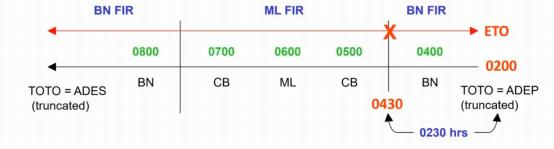 BN FIR ML FIR BN FIR
X ETO
0800 0700 0600 0500 0400
0200
BN CB ML CB BN
TOTO = ADES TOTO = ADEP
(truncated) (truncated)
0430
0230 hrs